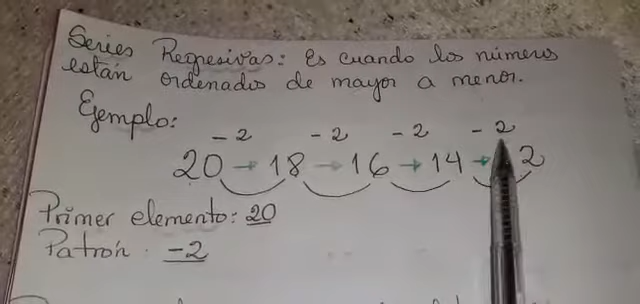 Series Regresivas: Es cuando los números
están ordenados de mayor a menor.
Ejemplo:
-2 -2 -2 -2
20 → 18 → 16 → 14 → 2
Primer elemento: 20
Patrón. -2